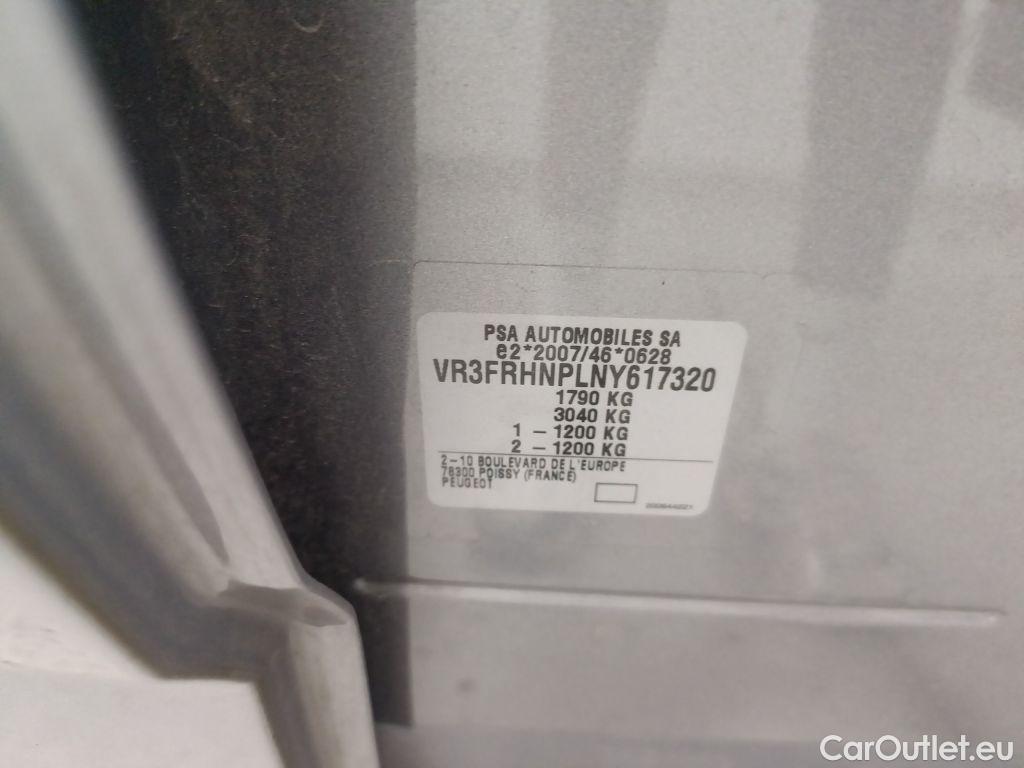 PSA AUTOMOBILES SA
e2*2007/46*0628
VR3FRHNPLNY617320
1790 KG
3040 KG
1 – 1200 KG
2 – 1200 KG
2–10 BOULEVARD DE L'EUROPE
78300 POISSY (FRANCE)
PEUGEOT
CarOutlet.eu